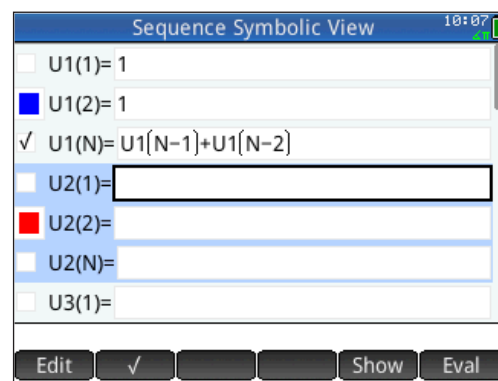 Sequence Symbolic View 10:07
∠π
U1(1)= 1
U1(2)= 1
√ U1(N)= U1(N-1)+U1(N-2)
U2(1)=
U2(2)=
U2(N)=
U3(1)=
Edit √ Show Eval